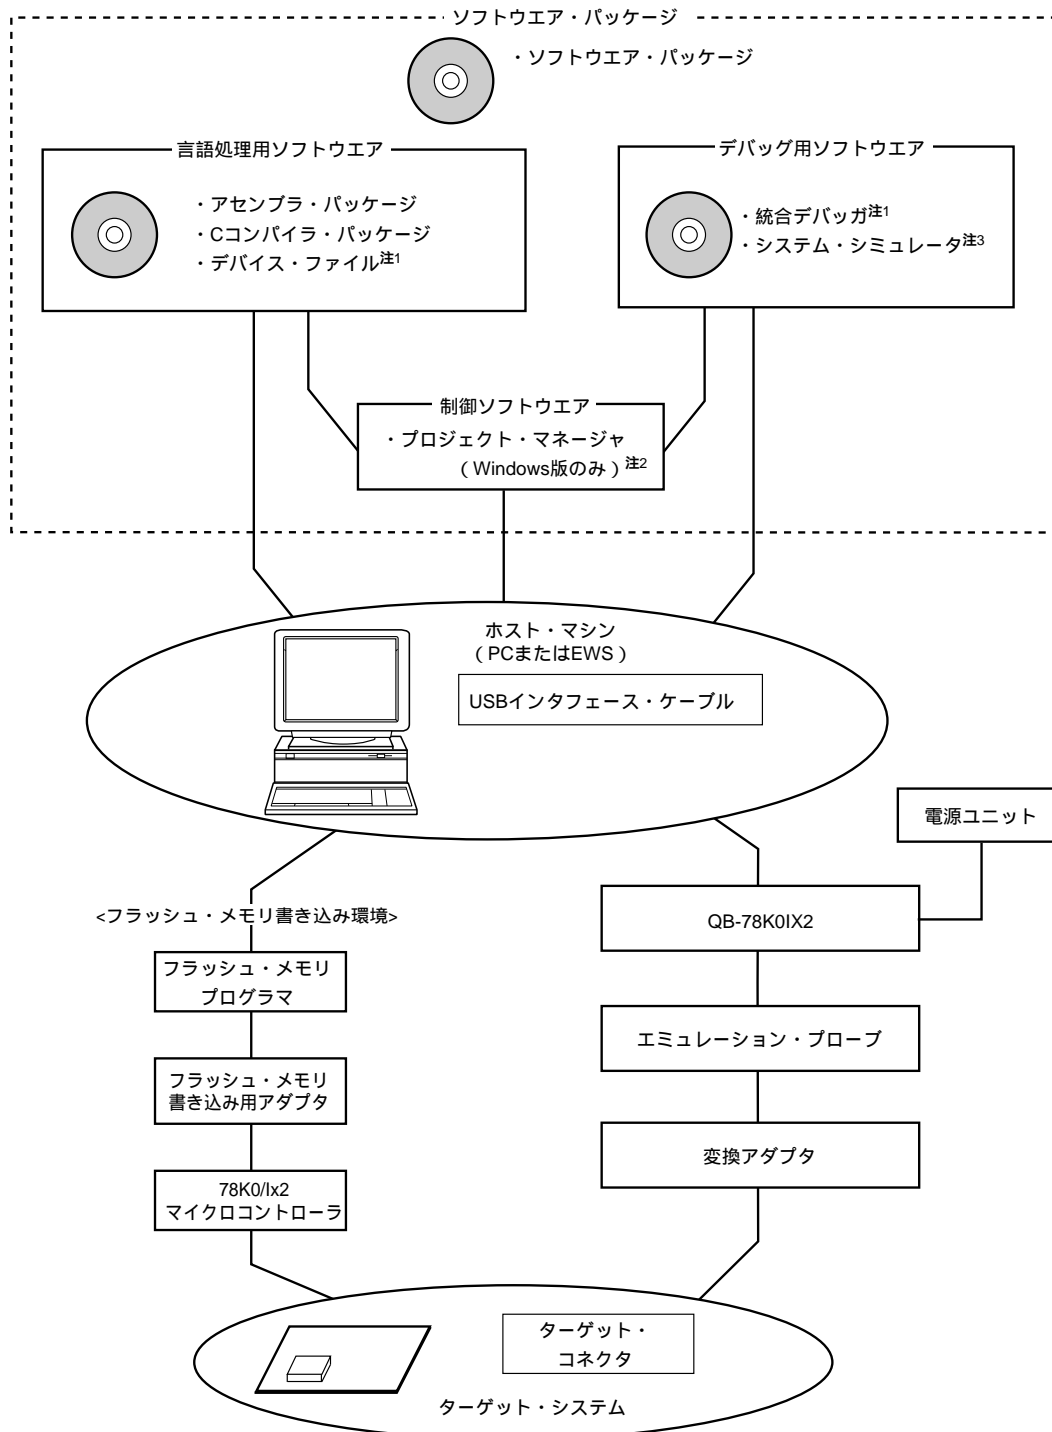 ソフトウエア・パッケージ
・ソフトウエア・パッケージ
言語処理用ソフトウエア
・アセンブラ・パッケージ
・Cコンパイラ・パッケージ
・デバイス・ファイル注1
デバッグ用ソフトウエア
・統合デバッガ注1
・システム・シミュレータ注3
制御ソフトウエア
・プロジェクト・マネージャ
（Windows版のみ）注2
ホスト・マシン
（PCまたはEWS）
USBインタフェース・ケーブル
電源ユニット
<フラッシュ・メモリ書き込み環境>
フラッシュ・メモリ
プログラマ
フラッシュ・メモリ
書き込み用アダプタ
78K0/Ix2
マイクロコントローラ
QB-78K0IX2
エミュレーション・プローブ
変換アダプタ
ターゲット・
コネクタ
ターゲット・システム